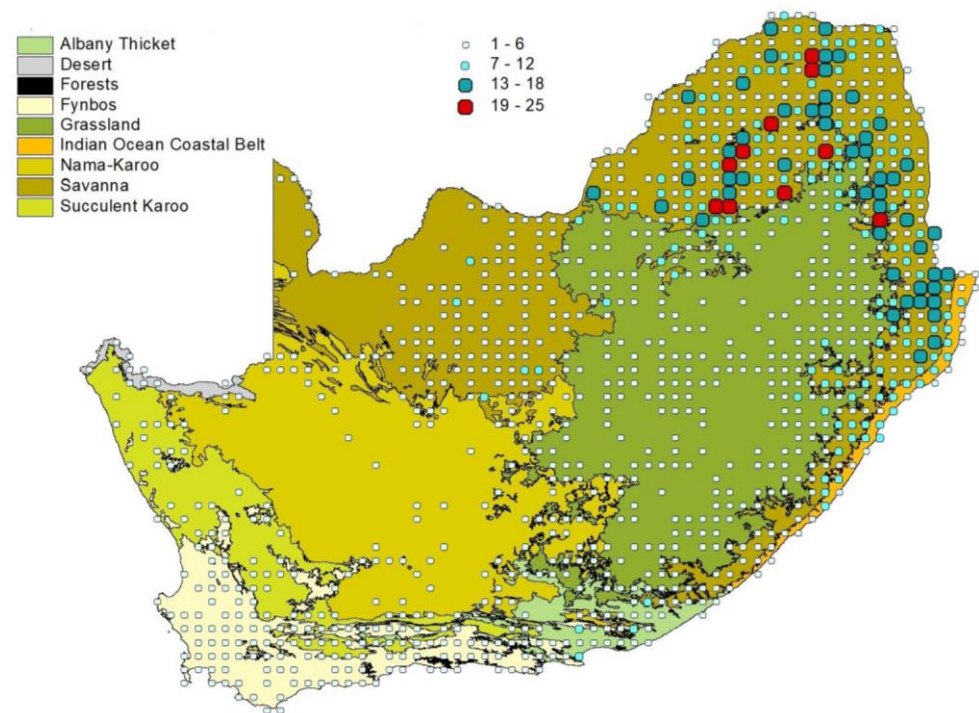 Albany Thicket
Desert
Forests
Fynbos
Grassland
Indian Ocean Coastal Belt
Nama-Karoo
Savanna
Succulent Karoo
1 - 6
7 - 12
13 - 18
19 - 25